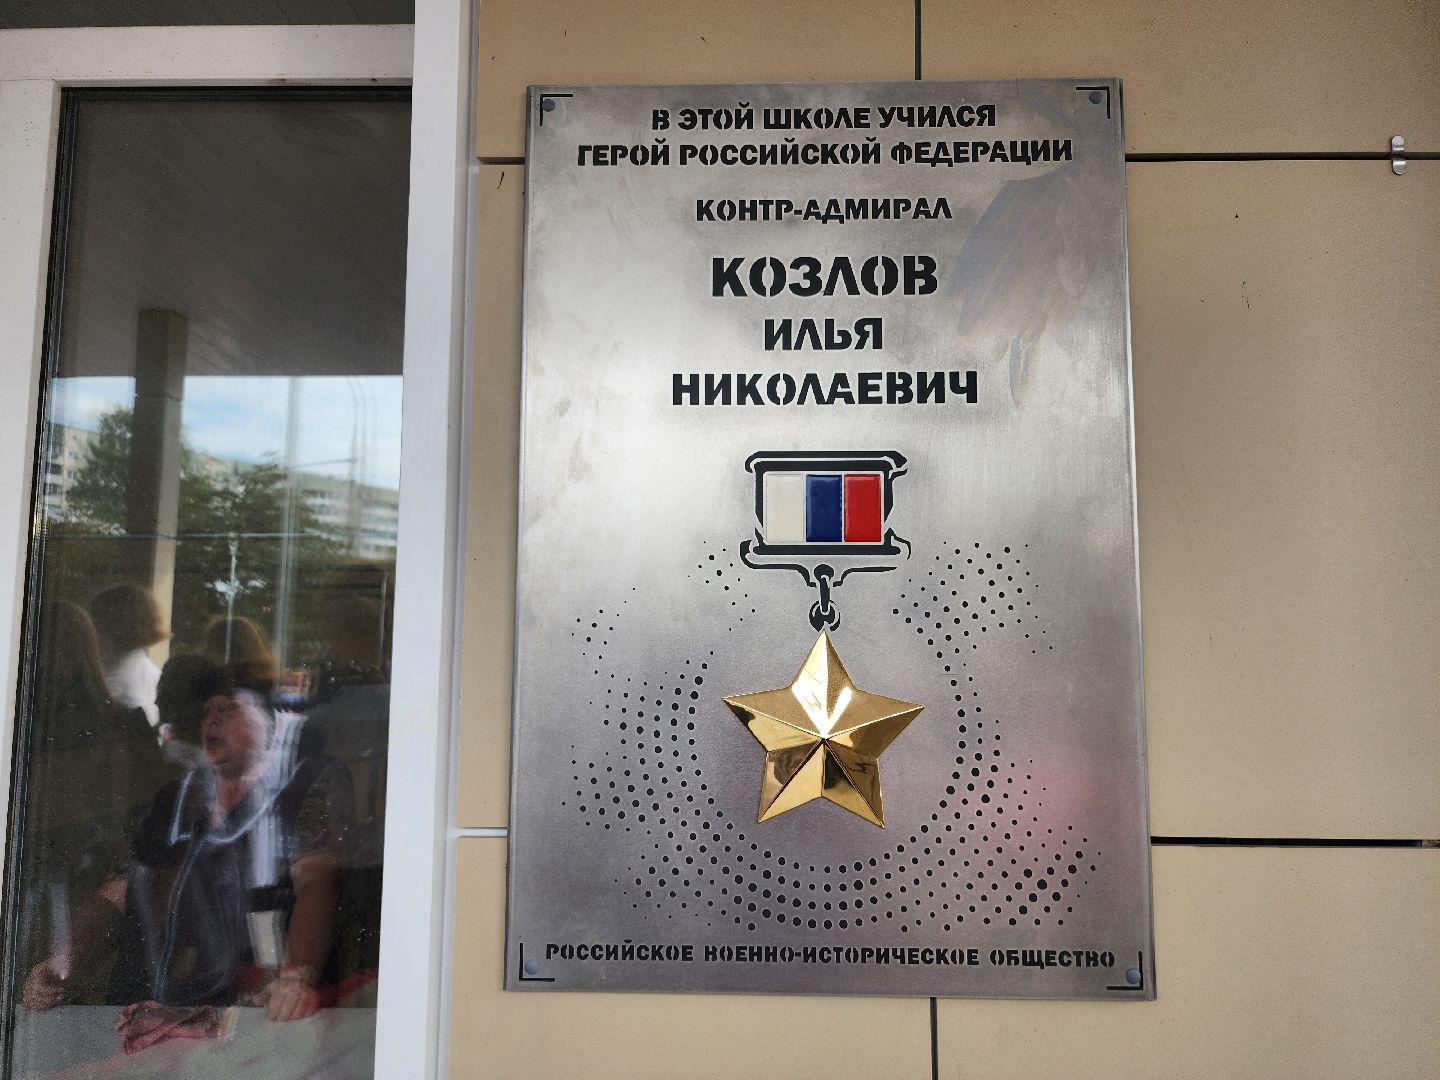 В ЭТОЙ ШКОЛЕ УЧИЛСЯ
ГЕРОЙ РОССИЙСКОЙ ФЕДЕРАЦИИ
КОНТР-АДМИРАЛ
КОЗЛОВ
ИЛЬЯ
НИКОЛАЕВИЧ
РОССИЙСКОЕ ВОЕННО-ИСТОРИЧЕСКОЕ ОБЩЕСТВО